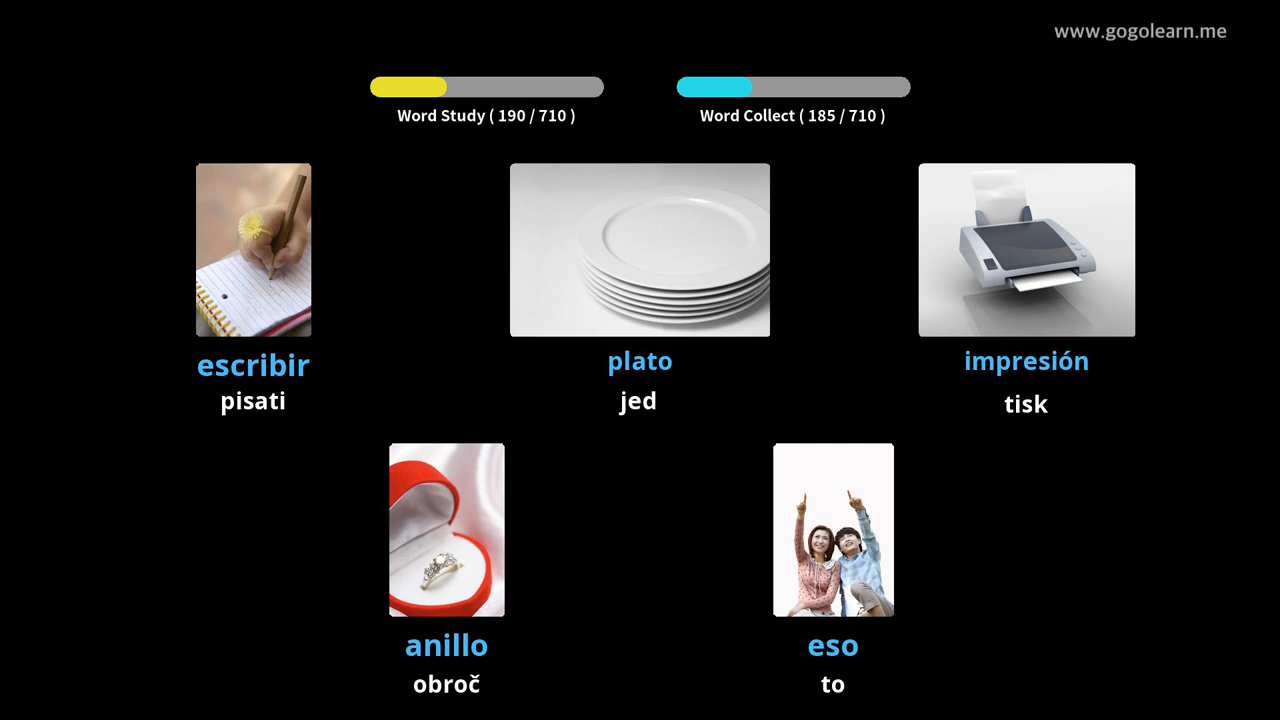 www.gogolearn.me
Word Study ( 190 / 710 )
Word Collect ( 185 / 710 )
escribir
pisati
plato
jed
impresión
tisk
anillo
obroč
eso
to